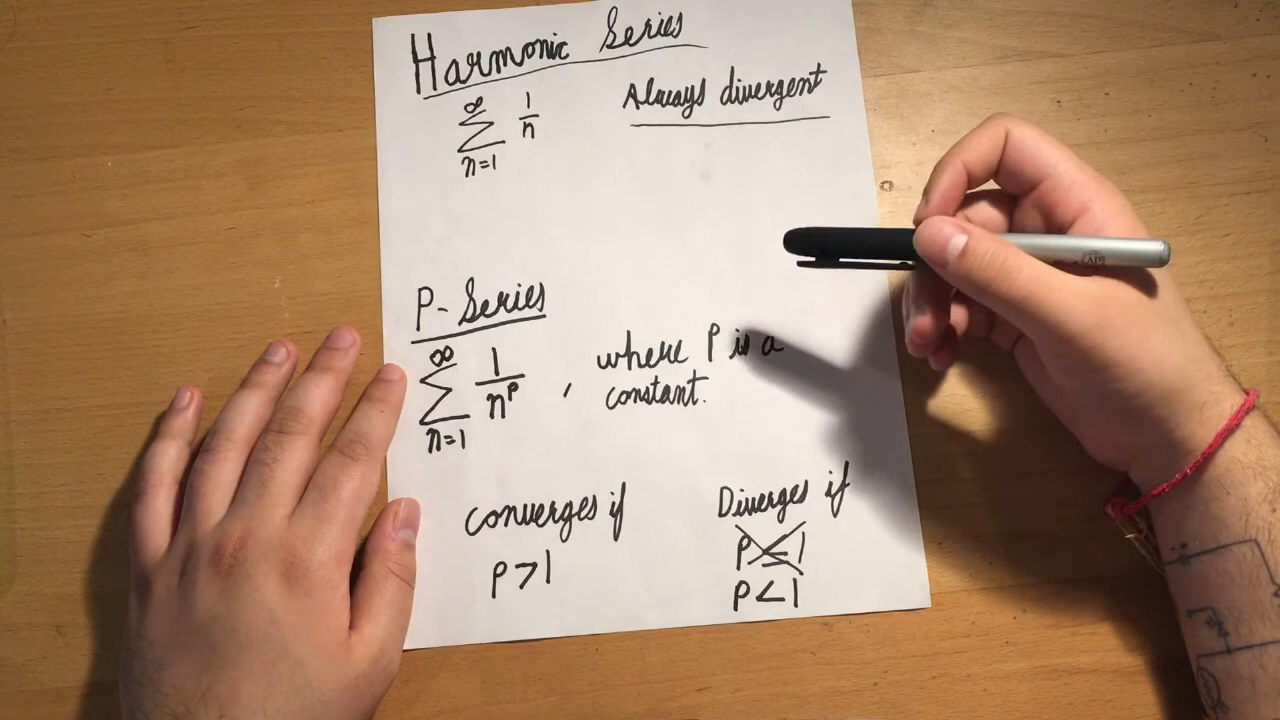 Harmonic Series
∞
∑ 1/n
n=1
Always divergent
P-Series
∞
∑ 1/n^p , where P is a
n=1
constant.
converges if
p>1
Diverges if
p≤1
p<1